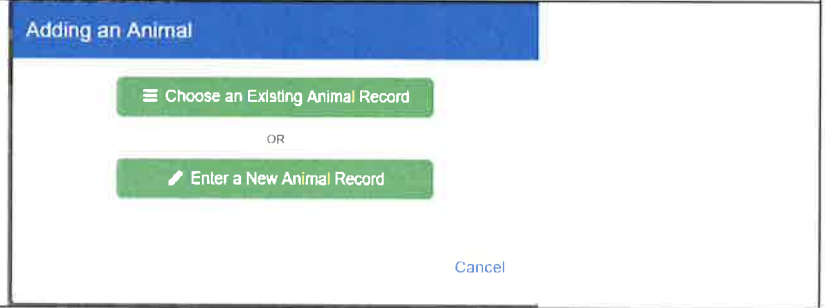 Adding an Animal
Choose an Existing Animal Record
OR
Enter a New Animal Record
Cancel